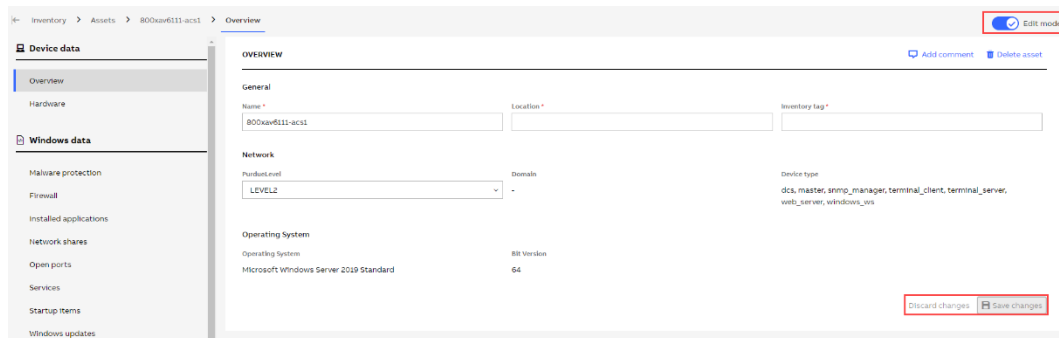 Inventory > Assets > 800xav6111-acs1 > Overview
Edit mode
Device data
Overview
Hardware
Windows data
Malware protection
Firewall
Installed applications
Network shares
Open ports
Services
Startup items
Windows updates
OVERVIEW
Add comment
Delete asset
General
Name *
Location *
Inventory tag *
800xav6111-acs1
Network
PurdueLevel
Domain
Device type
LEVEL2
-
dcs, master, snmp_manager, terminal_client, terminal_server,
web_server, windows_ws
Operating System
Operating System
Bit Version
Microsoft Windows Server 2019 Standard
64
Discard changes
Save changes